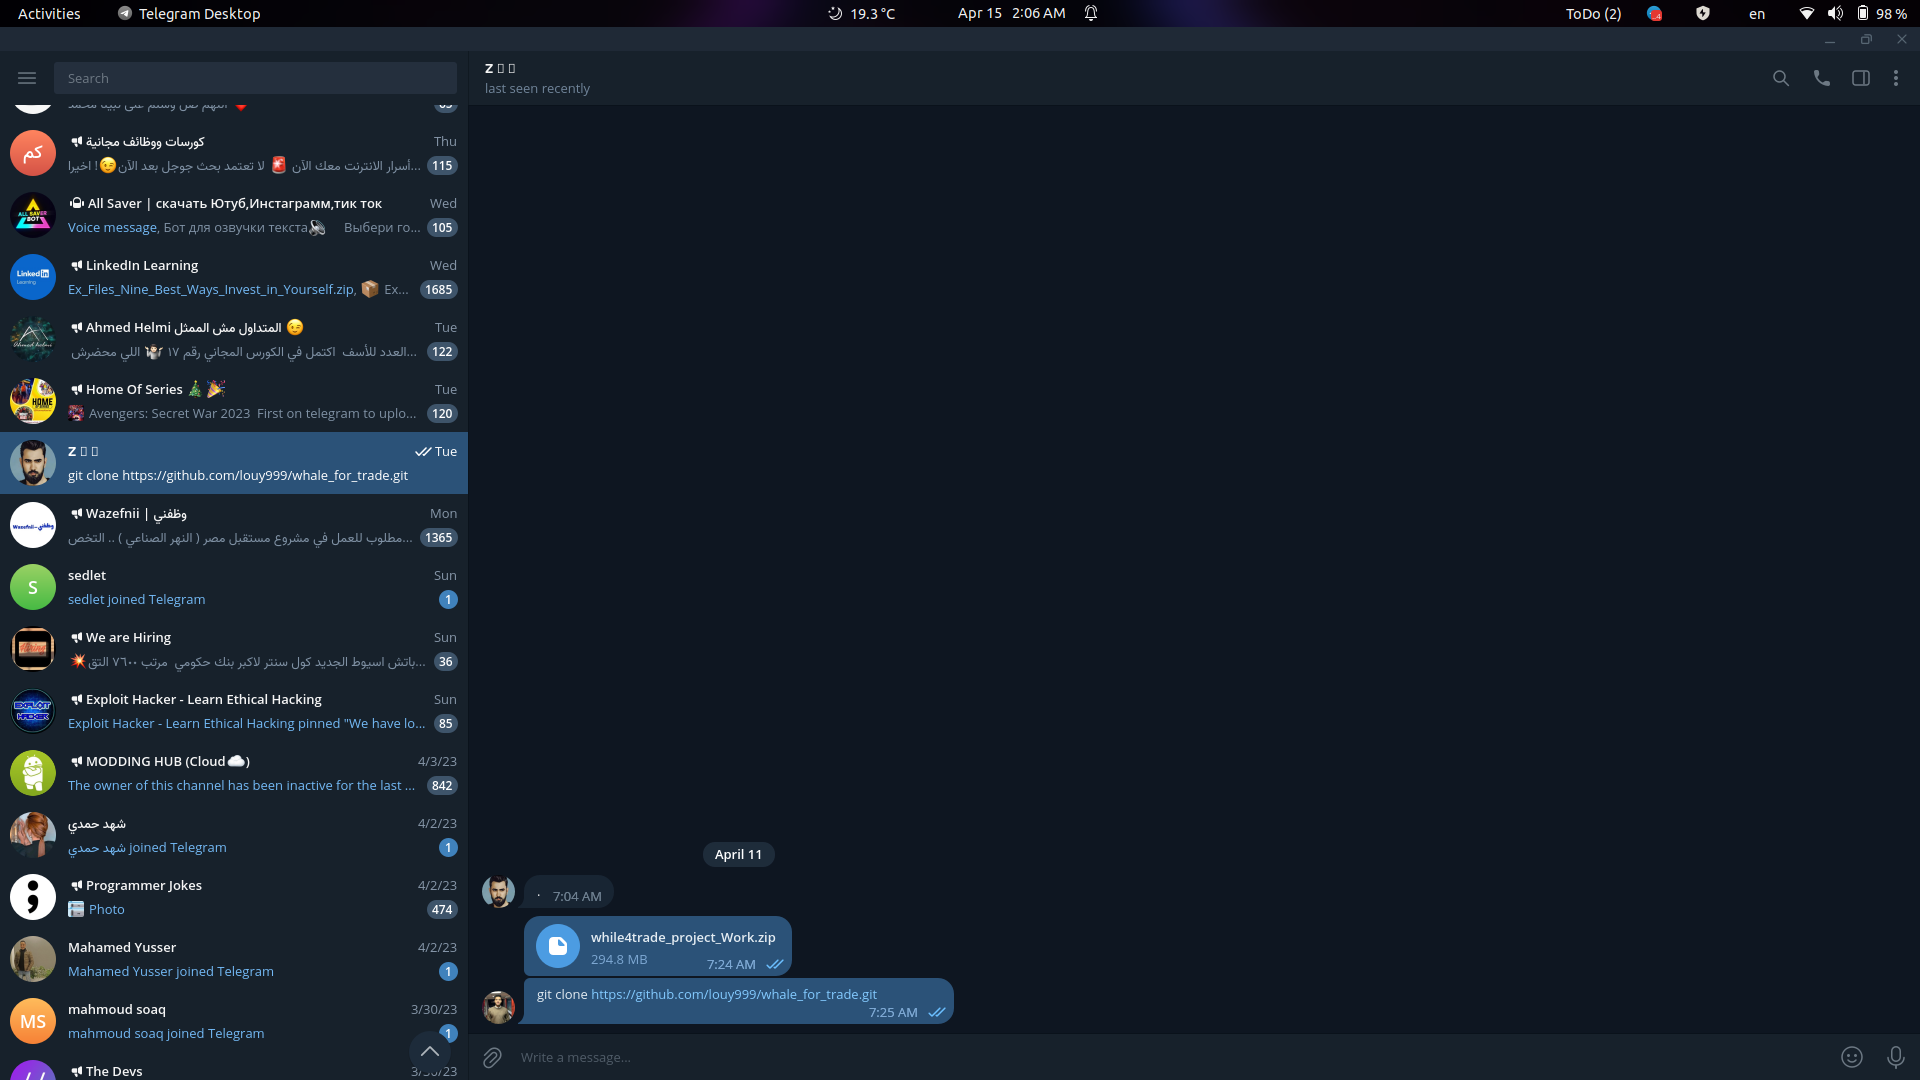 Activities
Telegram Desktop
19.3 °C
Apr 15 2:06 AM
ToDo (2)
en
98 %
Search
Z
last seen recently
كورسات ووظائف مجانية
Thu
كم
...أسرار الانترنت معك الآن 🚨 لا تعتمد بحث جوجل بعد الآن😉! اخيرا
115
All Saver | скачать Ютуб,Инстаграмм,тик ток
Wed
Voice message, Бот для озвучки текста🔊 Выбери го...
105
LinkedIn Learning
Wed
Ex_Files_Nine_Best_Ways_Invest_in_Yourself.zip, 📦 Ex...
1685
Ahmed Helmi المتداول مش الممثل 😉
Tue
...العدد للأسف اكتمل في الكورس المجاني رقم ١٧ 🤷🏻‍♂️ اللي محضرش
122
Home Of Series 🎄🎉
Tue
Avengers: Secret War 2023 First on telegram to uplo...
120
Z
Tue
git clone https://github.com/louy999/whale_for_trade.git
Wazefnii | وظفني
Mon
...مطلوب للعمل في مشروع مستقبل مصر ( النهر الصناعي ) .. التخص
1365
sedlet
Sun
S
sedlet joined Telegram
1
We are Hiring
Sun
...باتش اسيوط الجديد كول سنتر لاكبر بنك حكومي مرتب ٧٦٠٠ التق💥
36
Exploit Hacker - Learn Ethical Hacking
Sun
Exploit Hacker - Learn Ethical Hacking pinned "We have lo...
85
MODDING HUB (Cloud☁️)
4/3/23
The owner of this channel has been inactive for the last ...
842
شهد حمدي
4/2/23
شهد حمدي joined Telegram
1
Programmer Jokes
4/2/23
Photo
474
Mahamed Yusser
4/2/23
Mahamed Yusser joined Telegram
1
mahmoud soaq
3/30/23
MS
mahmoud soaq joined Telegram
1
The Devs
April 11
.
7:04 AM
while4trade_project_Work.zip
294.8 MB
7:24 AM
git clone https://github.com/louy999/whale_for_trade.git
7:25 AM
Write a message...